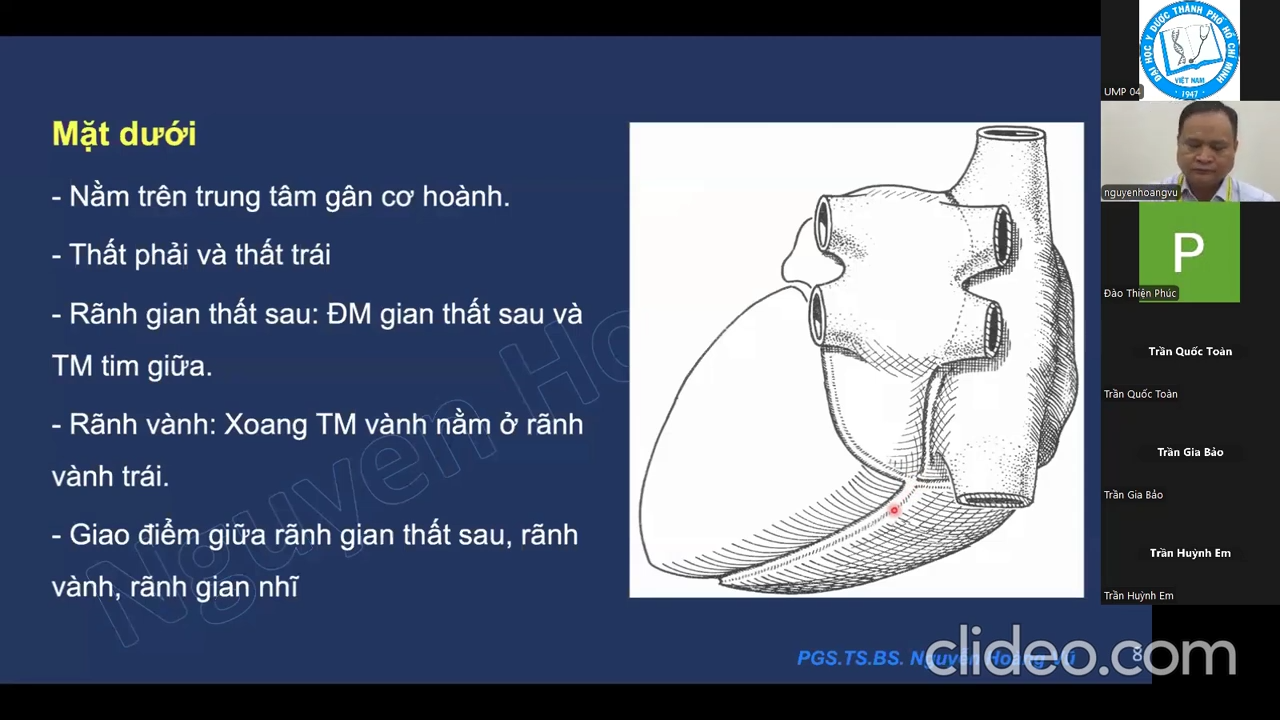 Mặt dưới
- Nằm trên trung tâm gân cơ hoành.
- Thất phải và thất trái
- Rãnh gian thất sau: ĐM gian thất sau và
TM tim giữa.
- Rãnh vành: Xoang TM vành nằm ở rãnh
vành trái.
- Giao điểm giữa rãnh gian thất sau, rãnh
vành, rãnh gian nhĩ
Nguyen Ho
PGS.TS.BS. Nguyễn Hoàng Vũ
8
clideo.com
ĐẠI HỌC Y DƯỢC THÀNH PHỐ HỒ CHÍ MINH
VIỆT NAM
1947
UMP 04
nguyenhoangvu
P
Đào Thiện Phúc
Trần Quốc Toàn
Trần Quốc Toàn
Trần Gia Bảo
Trần Gia Bảo
Trần Huỳnh Em
Trần Huỳnh Em